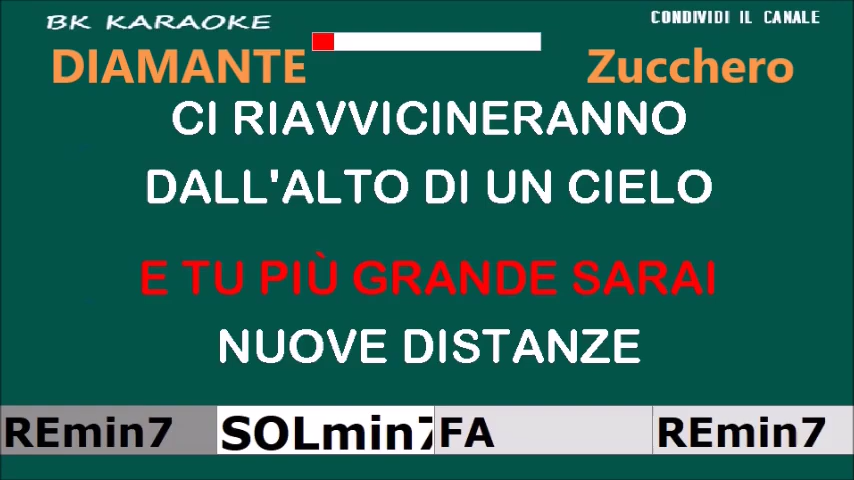 BK KARAOKE
CONDIVIDI IL CANALE
DIAMANTE
Zucchero
CI RIAVVICINERANNO
DALL'ALTO DI UN CIELO
E TU PIÙ GRANDE SARAI
NUOVE DISTANZE
REmin7 SOLmin7 FA REmin7